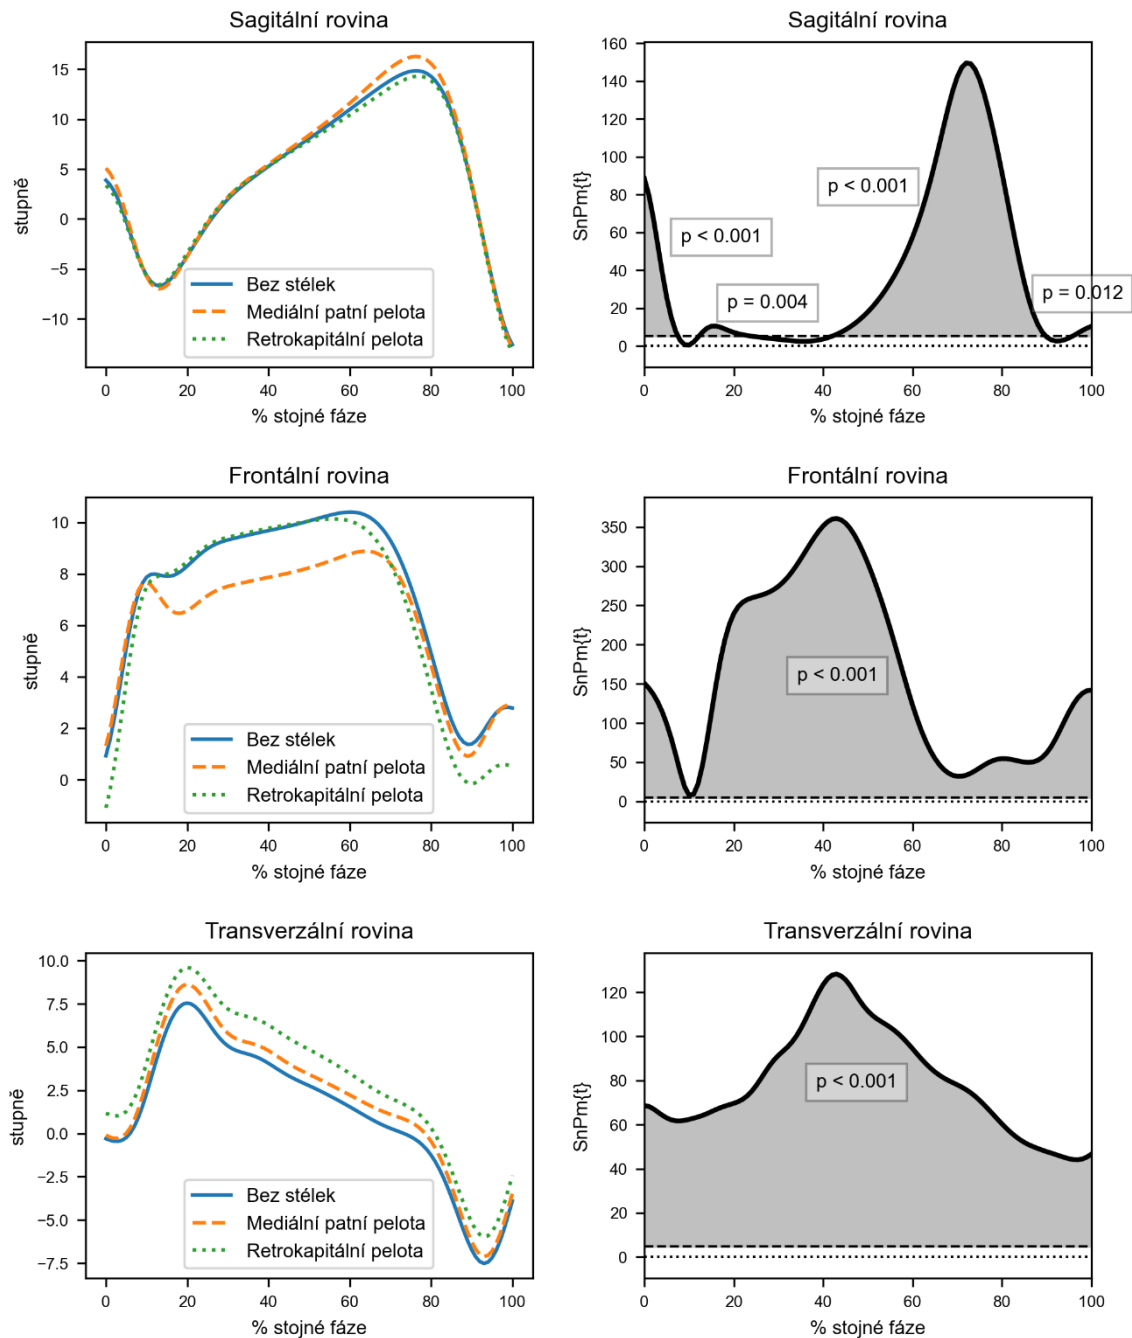 Sagitální rovina
stupně
15
10
5
0
−5
−10
Bez stélek
Mediální patní pelota
Retrokapitální pelota
0 20 40 60 80 100
% stojné fáze
Sagitální rovina
SnPm{t}
160
140
120
100
80
60
40
20
0
p < 0.001
p < 0.001
p = 0.004
p = 0.012
0 20 40 60 80 100
% stojné fáze
Frontální rovina
stupně
10
8
6
4
2
0
Bez stélek
Mediální patní pelota
Retrokapitální pelota
0 20 40 60 80 100
% stojné fáze
Frontální rovina
SnPm{t}
350
300
250
200
150
100
50
0
p < 0.001
0 20 40 60 80 100
% stojné fáze
Transverzální rovina
stupně
10.0
7.5
5.0
2.5
0.0
−2.5
−5.0
−7.5
Bez stélek
Mediální patní pelota
Retrokapitální pelota
0 20 40 60 80 100
% stojné fáze
Transverzální rovina
SnPm{t}
120
100
80
60
40
20
0
p < 0.001
0 20 40 60 80 100
% stojné fáze